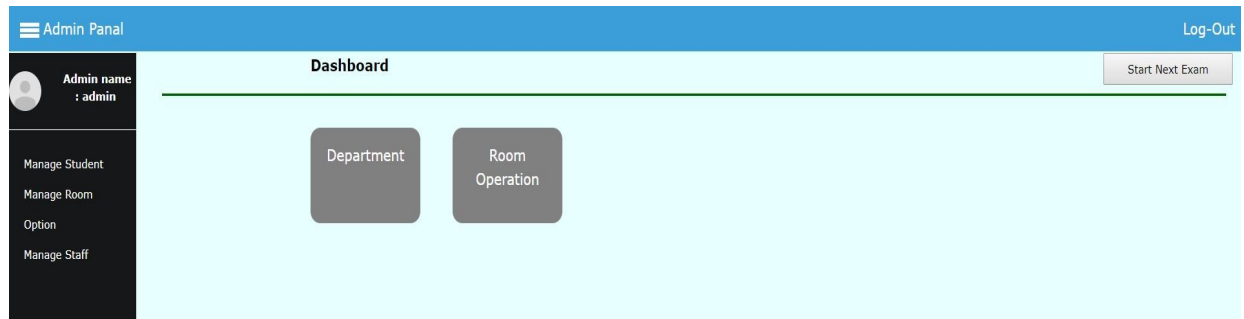 Admin Panal
Log-Out
Admin name
: admin
Dashboard
Start Next Exam
Manage Student
Manage Room
Option
Manage Staff
Department
Room
Operation